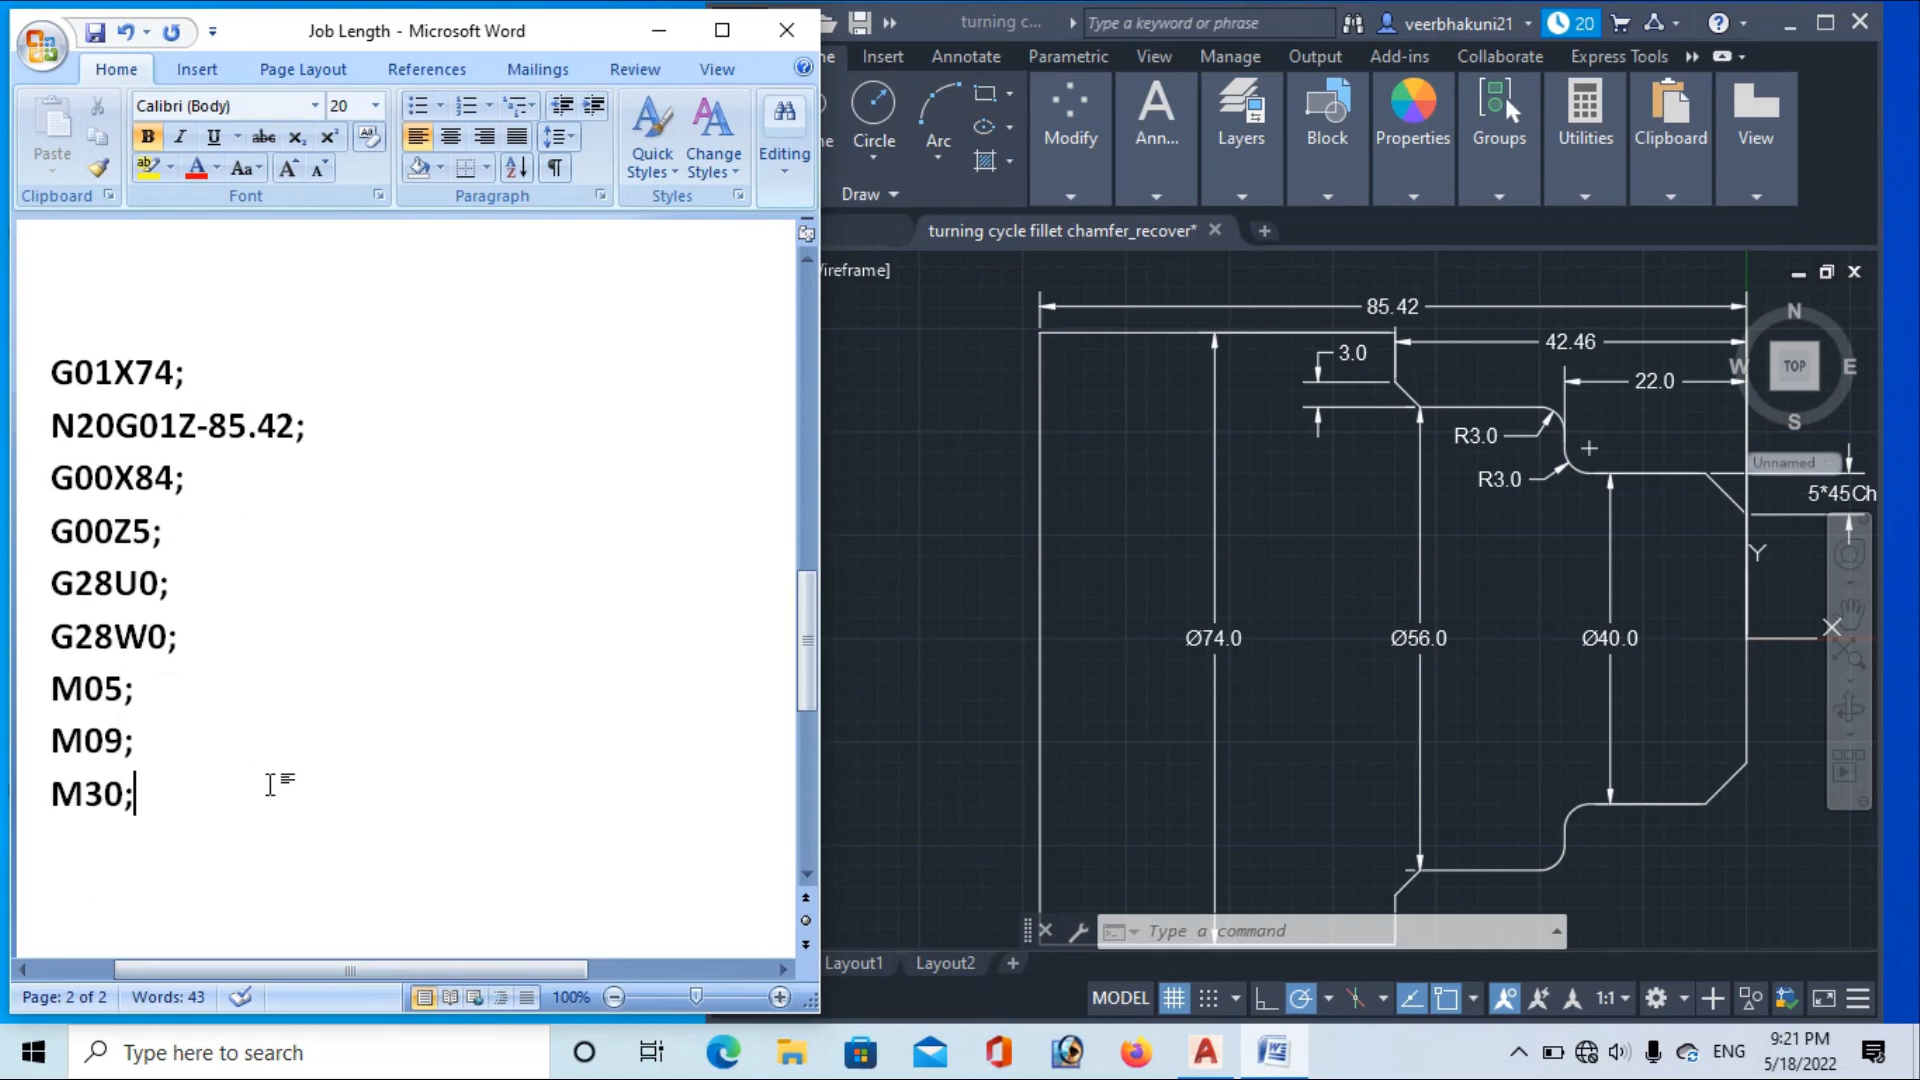 Job Length - Microsoft Word
Home Insert Page Layout References Mailings Review View
Calibri (Body) 20
Paste
Quick Styles
Change Styles
Editing
Clipboard Font Paragraph Styles
G01X74;
N20G01Z-85.42;
G00X84;
G00Z5;
G28U0;
G28W0;
M05;
M09;
M30;
Page: 2 of 2 Words: 43 100%
turning c... Type a keyword or phrase veerbhakuni21 20
Insert Annotate Parametric View Manage Output Add-ins Collaborate Express Tools
Circle Arc Modify Ann... Layers Block Properties Groups Utilities Clipboard View
Draw
turning cycle fillet chamfer_recover*
Wireframe]
85.42
42.46
3.0
22.0
R3.0
R3.0
5*45Ch
Ø74.0 Ø56.0 Ø40.0
N
W TOP E
S
Unnamed
Y
X
Type a command
Layout1 Layout2
MODEL 1:1
Type here to search
ENG
9:21 PM
5/18/2022